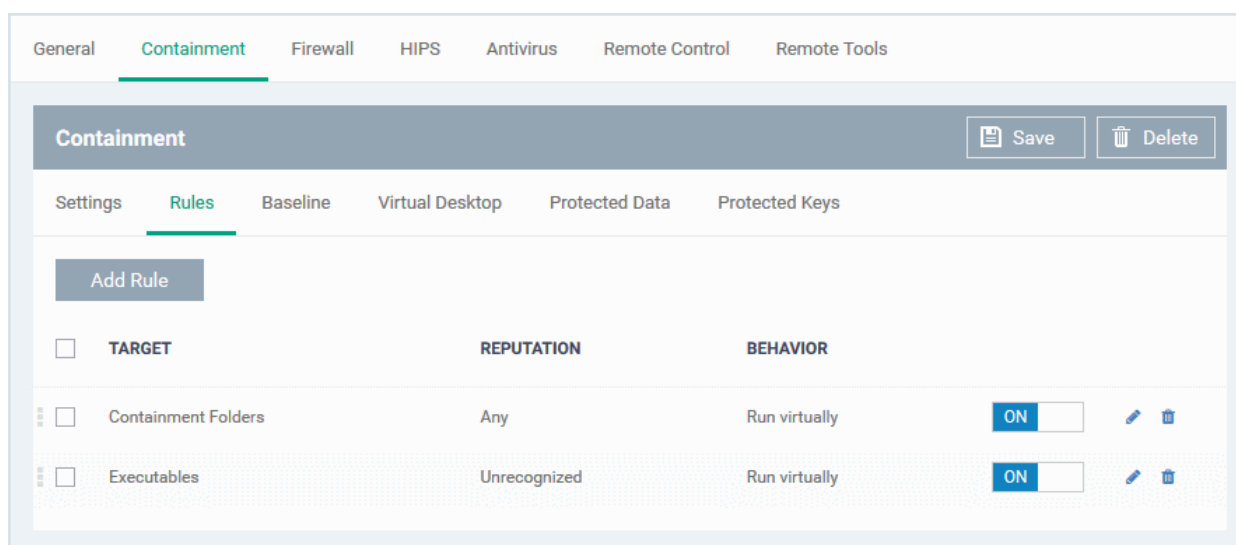 General Containment Firewall HIPS Antivirus Remote Control Remote Tools
Containment Save Delete
Settings Rules Baseline Virtual Desktop Protected Data Protected Keys
Add Rule
TARGET REPUTATION BEHAVIOR
Containment Folders Any Run virtually ON
Executables Unrecognized Run virtually ON